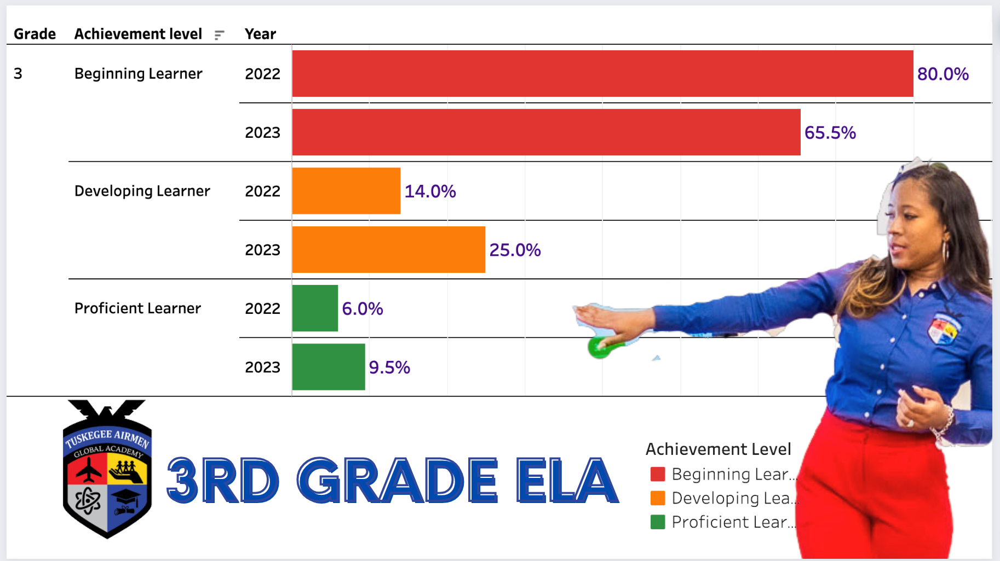 Grade Achievement level Year
3 Beginning Learner 2022 80.0%
2023 65.5%
Developing Learner 2022 14.0%
2023 25.0%
Proficient Learner 2022 6.0%
2023 9.5%
TUSKEGEE AIRMEN
GLOBAL ACADEMY
3RD GRADE ELA
Achievement Level
Beginning Lear...
Developing Lea...
Proficient Lear...